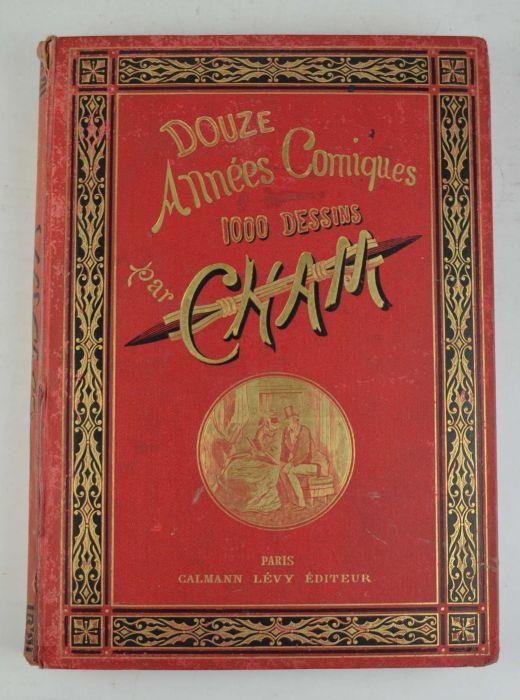 DOUZE
Années Comiques
1000 DESSINS
par CHAM
PARIS
CALMANN LÉVY ÉDITEUR